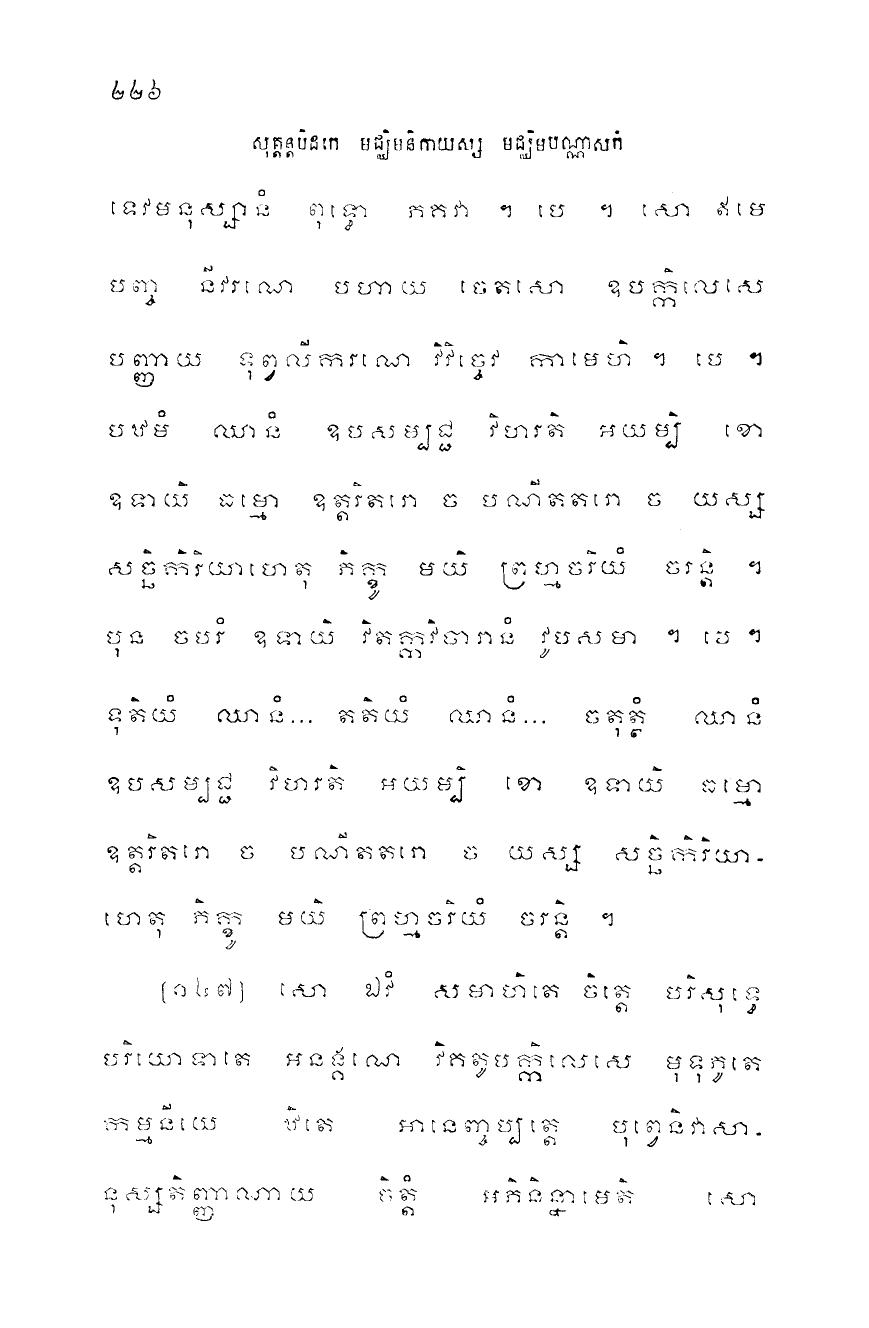 ២២៦
សុត្តន្តបិដកេ មជ្ឈិមនិកាយស្ស មជ្ឈិមបណ្ណាសកំ
ទេវមនុស្សានំ ពុទ្ធោ ភគវា ។ បេ ។ សោ ឥមេ
បញ្ច នីវរណេ បហាយ ចេតសោ ឧបក្កិលេសេ
បញ្ញាយ ទុព្វលីករណេ វិវិច្ចេវ កាមេហិ ។ បេ ។
បឋមំ ឈានំ ឧបសម្បជ្ជ វិហរតិ អយម្បិ ខោ
ឧទាយិ ធម្មោ ឧត្តរិតរោ ច បណីតតរោ ច យស្ស
សច្ឆិកិរិយាហេតុ ភិក្ខូ មយិ ព្រហ្មចរិយំ ចរន្តិ ។
បុន ចបរំ ឧទាយិ វិតក្កវិចារានំ វូបសមា ។ បេ ។
ទុតិយំ ឈានំ... តតិយំ ឈានំ... ចតុត្ថំ ឈានំ
ឧបសម្បជ្ជ វិហរតិ អយម្បិ ខោ ឧទាយិ ធម្មោ
ឧត្តរិតរោ ច បណីតតរោ ច យស្ស សច្ឆិកិរិយា-
ហេតុ ភិក្ខូ មយិ ព្រហ្មចរិយំ ចរន្តិ ។
[១៤៧] សោ ឯវំ សមាហិតេ ចិត្តេ បរិសុទ្ធេ
បរិយោទាតេ អនង្គណេ វិគតូបក្កិលេសេ មុទុភូតេ
កម្មនីយេ ឋិតេ អានេញ្ចប្បត្តេ បុព្វេនិវាសា-
នុស្សតិញ្ញាណាយ ចិត្តំ អភិនិន្នាមេតិ សោ